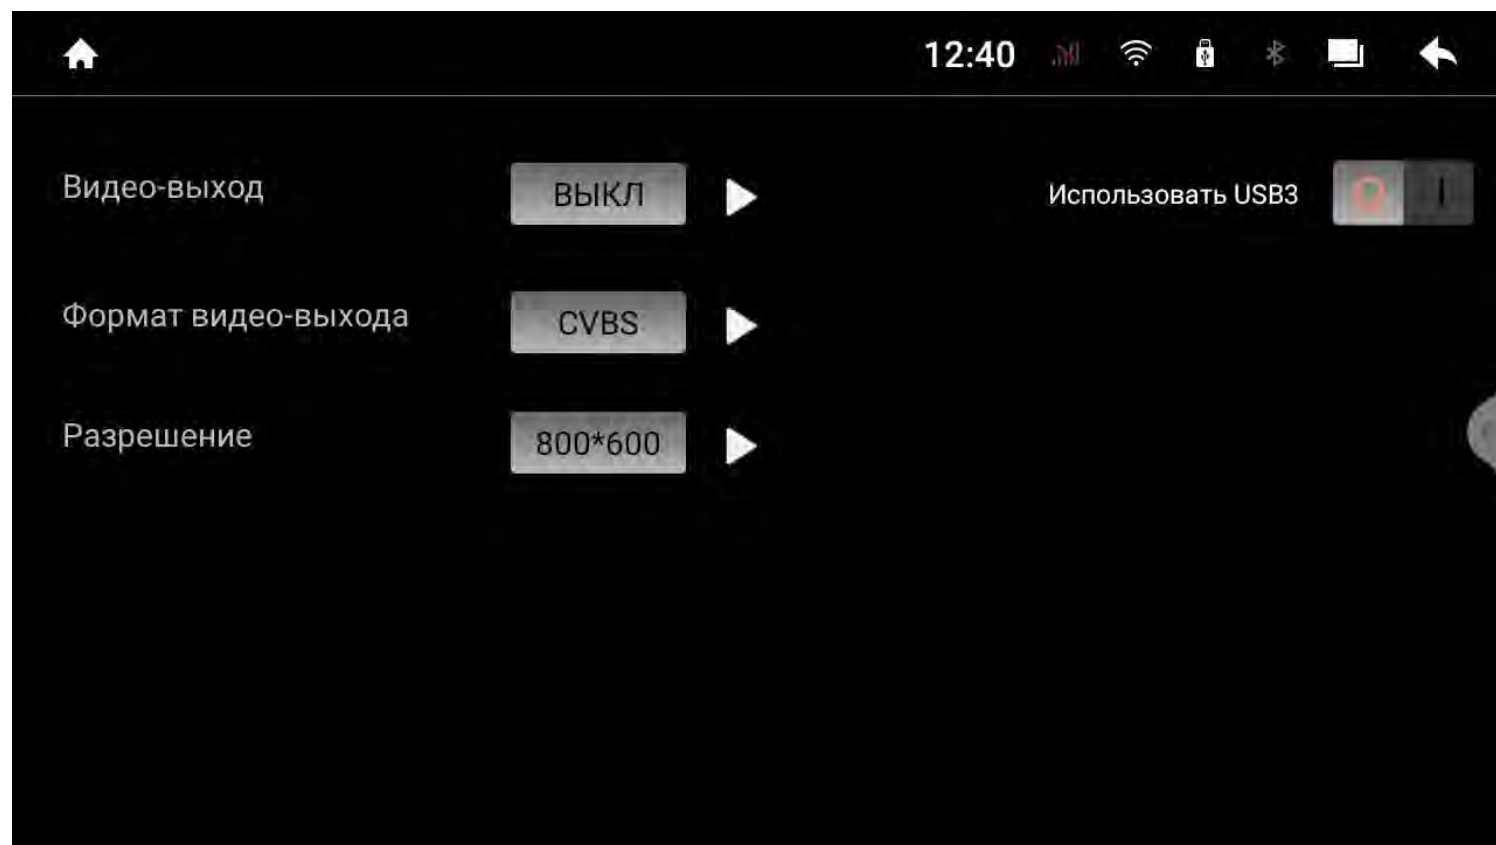 12:40
Видео-выход
ВЫКЛ
Использовать USB3
Формат видео-выхода
CVBS
Разрешение
800*600